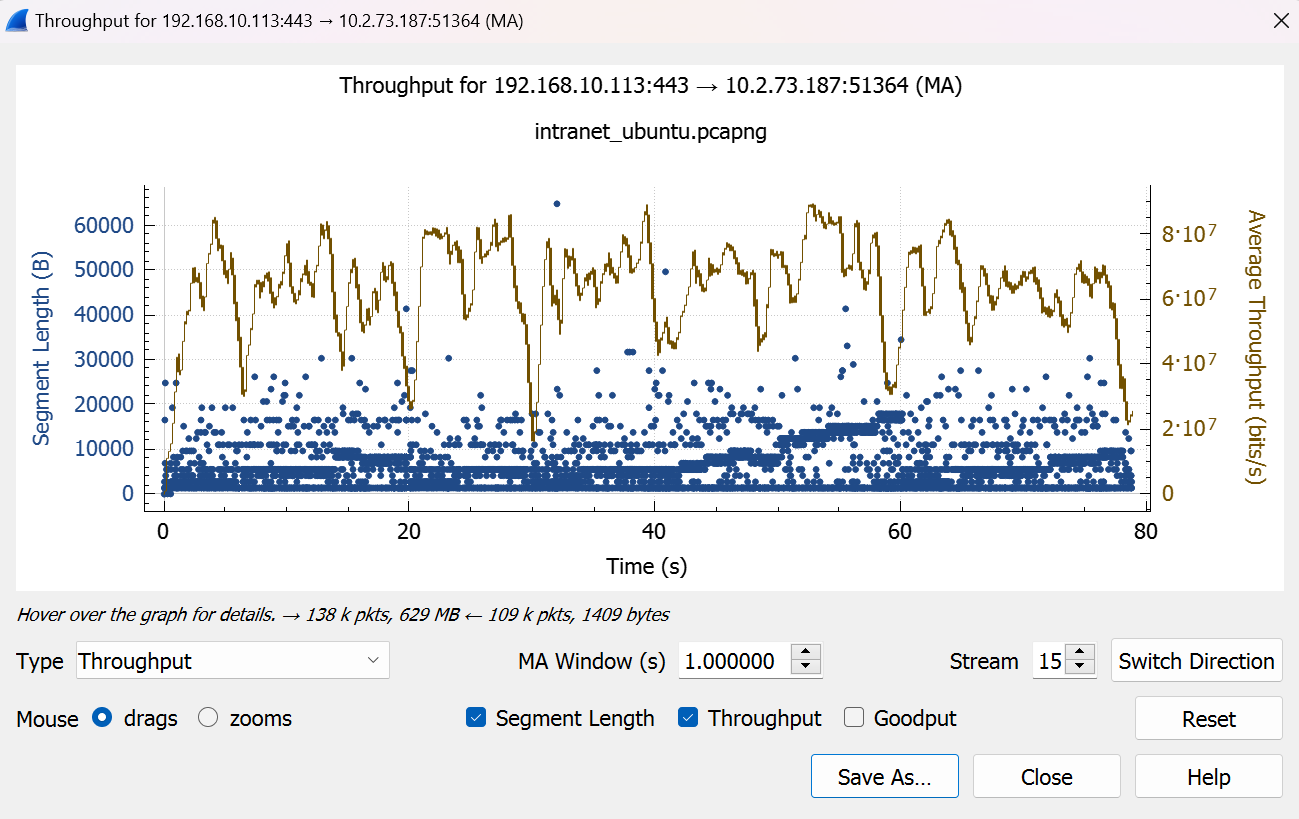 Throughput for 192.168.10.113:443 → 10.2.73.187:51364 (MA)
Throughput for 192.168.10.113:443 → 10.2.73.187:51364 (MA)
intranet_ubuntu.pcapng
Segment Length (B)
60000
50000
40000
30000
20000
10000
0
8·10⁷
6·10⁷
4·10⁷
2·10⁷
0
Average Throughput (bits/s)
0 20 40 60 80
Time (s)
Hover over the graph for details. → 138 k pkts, 629 MB ← 109 k pkts, 1409 bytes
Type Throughput MA Window (s) 1.000000 Stream 15 Switch Direction
Mouse drags zooms Segment Length Throughput Goodput Reset
Save As... Close Help